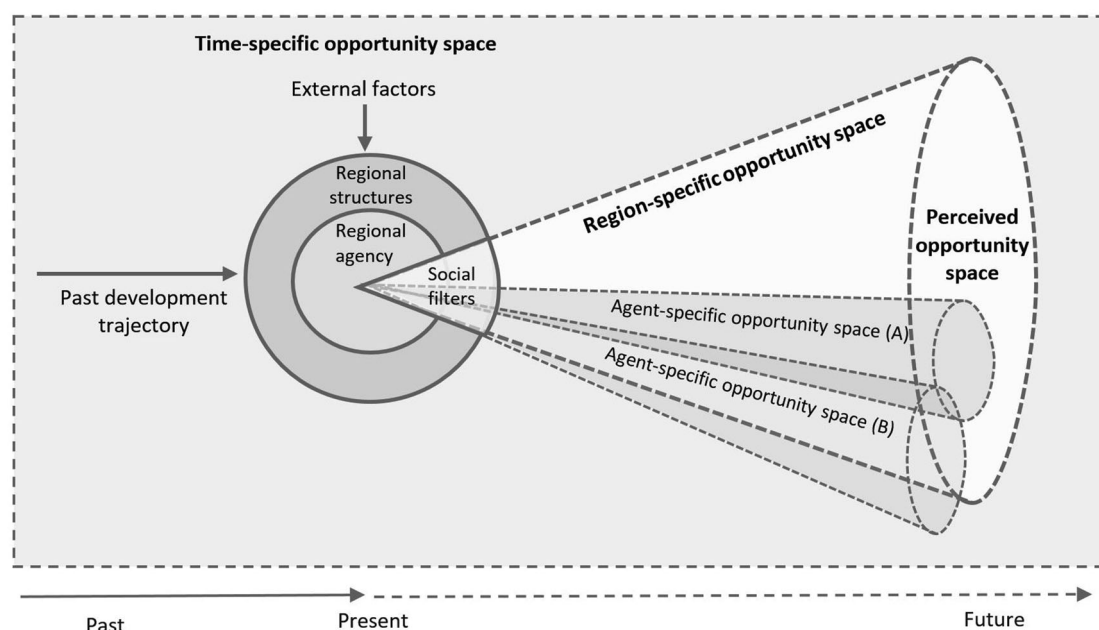 Time-specific opportunity space
External factors
Regional
structures
Regional
agency
Social
filters
Past development
trajectory
Region-specific opportunity space
Perceived
opportunity
space
Agent-specific opportunity space (A)
Agent-specific opportunity space (B)
Past
Present
Future